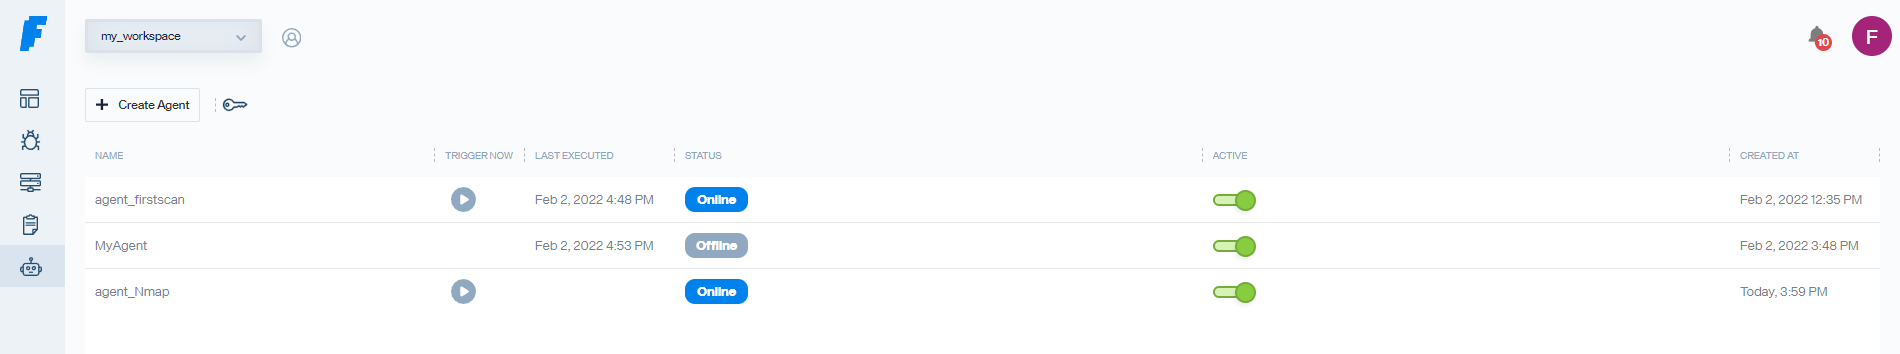 my_workspace
10
F
+ Create Agent
NAME TRIGGER NOW LAST EXECUTED STATUS ACTIVE CREATED AT
agent_firstscan Feb 2, 2022 4:48 PM Online Feb 2, 2022 12:35 PM
MyAgent Feb 2, 2022 4:53 PM Offline Feb 2, 2022 3:48 PM
agent_Nmap Online Today, 3:59 PM